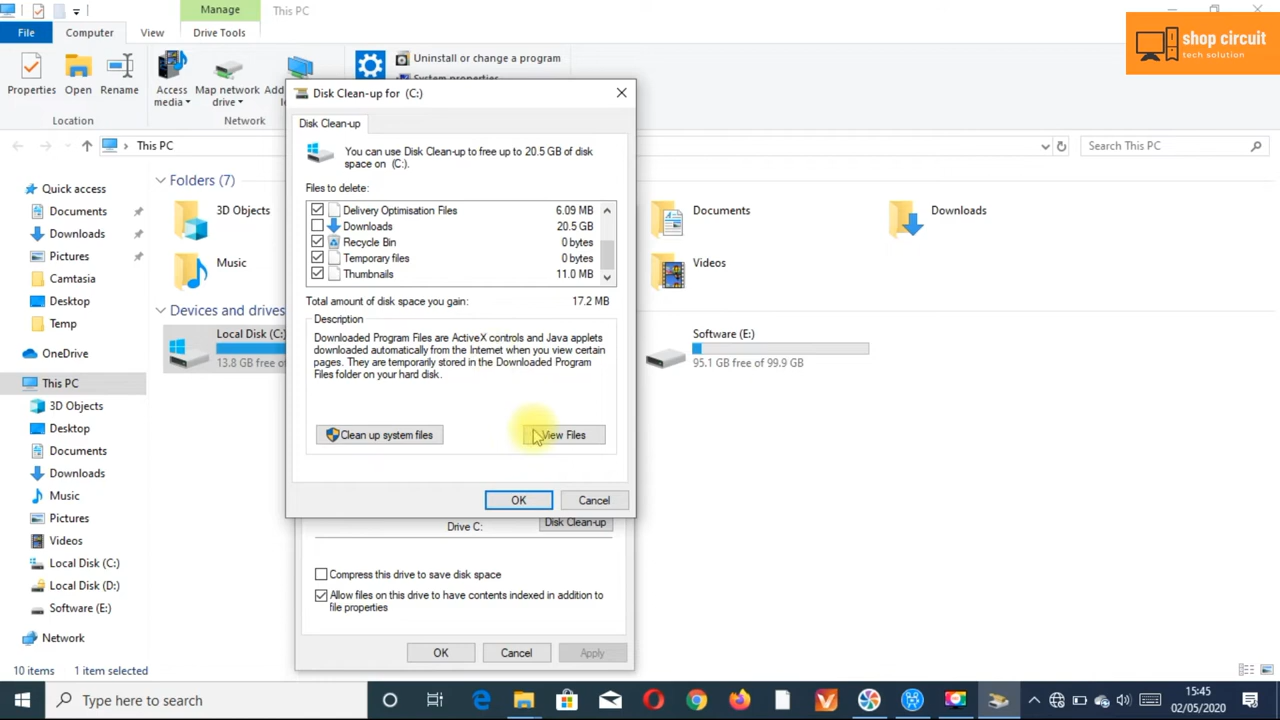 Manage
This PC
File
Computer
View
Drive Tools
shop circuit
tech solution
Properties
Open
Rename
Access
media
Map network
drive
Uninstall or change a program
System properties
Location
Network
This PC
Search This PC
Disk Clean-up for (C:)
Disk Clean-up
You can use Disk Clean-up to free up to 20.5 GB of disk
space on (C:).
Files to delete:
Delivery Optimisation Files 6.09 MB
Downloads 20.5 GB
Recycle Bin 0 bytes
Temporary files 0 bytes
Thumbnails 11.0 MB
Total amount of disk space you gain: 17.2 MB
Description
Downloaded Program Files are ActiveX controls and Java applets
downloaded automatically from the Internet when you view certain
pages. They are temporarily stored in the Downloaded Program
Files folder on your hard disk.
Clean up system files
View Files
OK
Cancel
Drive C:
Disk Clean-up
Compress this drive to save disk space
Allow files on this drive to have contents indexed in addition to
file properties
OK
Cancel
Apply
Quick access
Documents
Downloads
Pictures
Camtasia
Desktop
Temp
OneDrive
This PC
3D Objects
Desktop
Documents
Downloads
Music
Pictures
Videos
Local Disk (C:)
Local Disk (D:)
Software (E:)
Network
Folders (7)
3D Objects
Documents
Downloads
Music
Videos
Devices and drives
Local Disk (C:)
13.8 GB free of
Software (E:)
95.1 GB free of 99.9 GB
10 items
1 item selected
Type here to search
15:45
02/05/2020